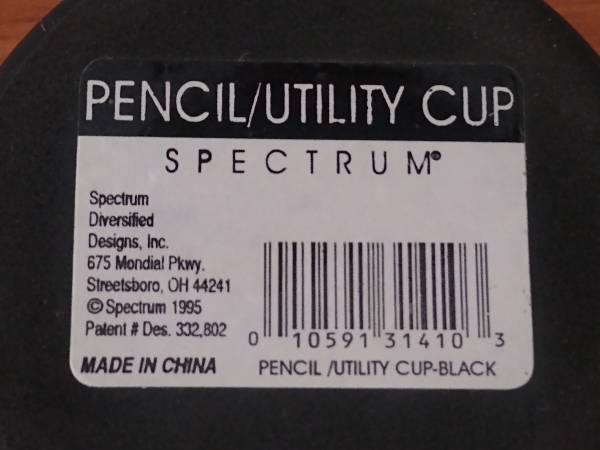 PENCIL/UTILITY CUP
SPECTRUM®
Spectrum
Diversified
Designs, Inc.
675 Mondial Pkwy.
Streetsboro, OH 44241
© Spectrum 1995
Patent # Des. 332,802
MADE IN CHINA
0 10591 31410 3
PENCIL /UTILITY CUP-BLACK